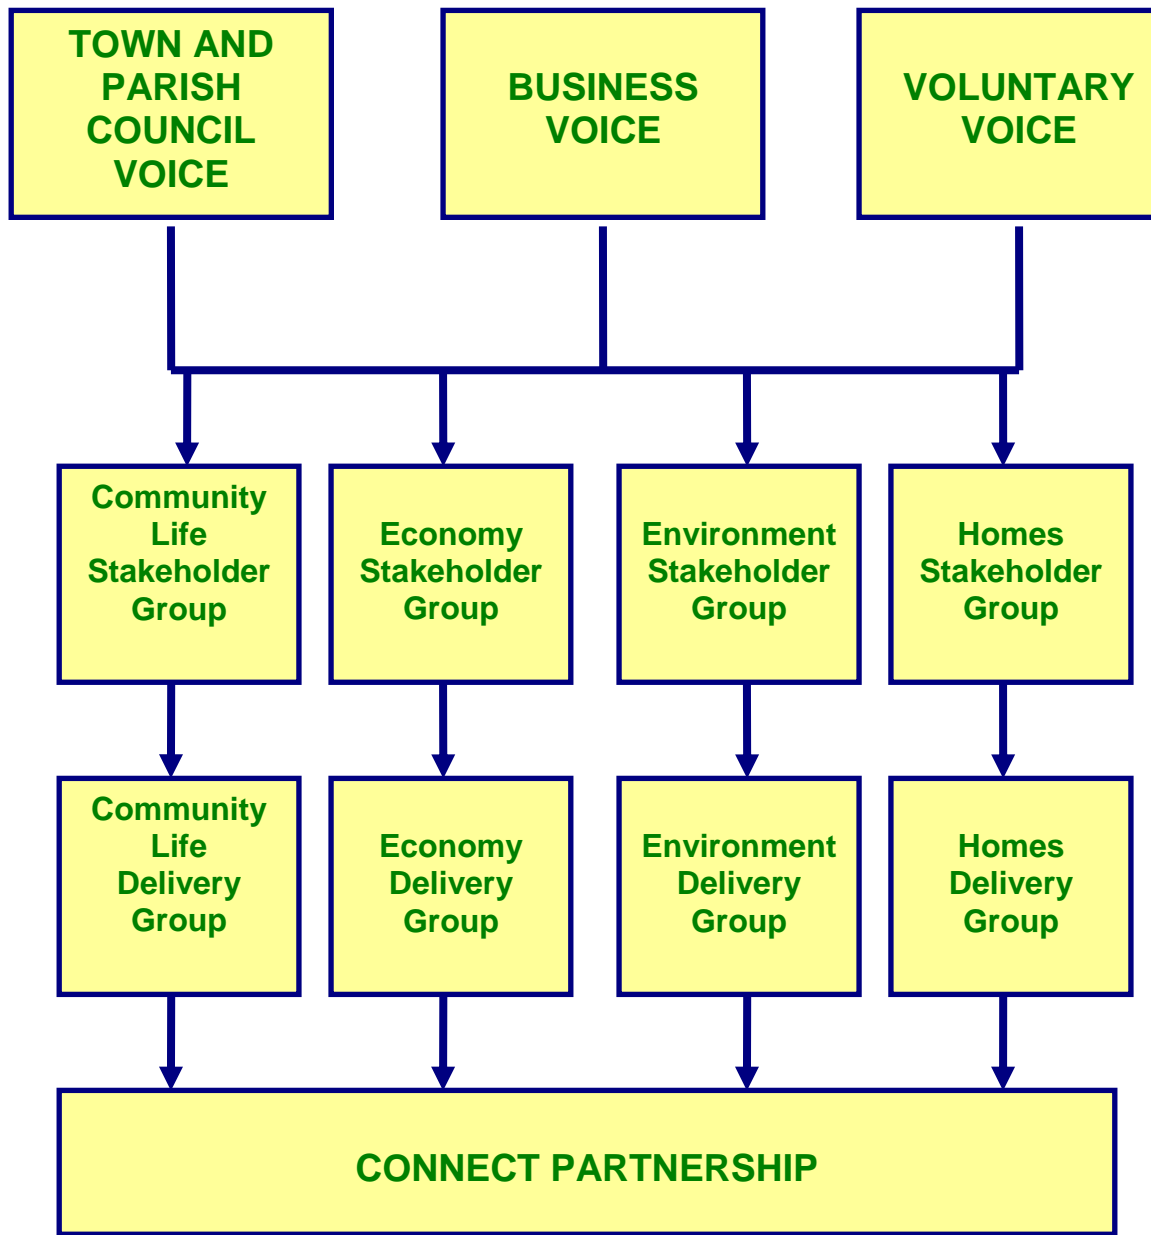 TOWN AND
PARISH
COUNCIL
VOICE
BUSINESS
VOICE
VOLUNTARY
VOICE
Community
Life
Stakeholder
Group
Economy
Stakeholder
Group
Environment
Stakeholder
Group
Homes
Stakeholder
Group
Community
Life
Delivery
Group
Economy
Delivery
Group
Environment
Delivery
Group
Homes
Delivery
Group
CONNECT PARTNERSHIP